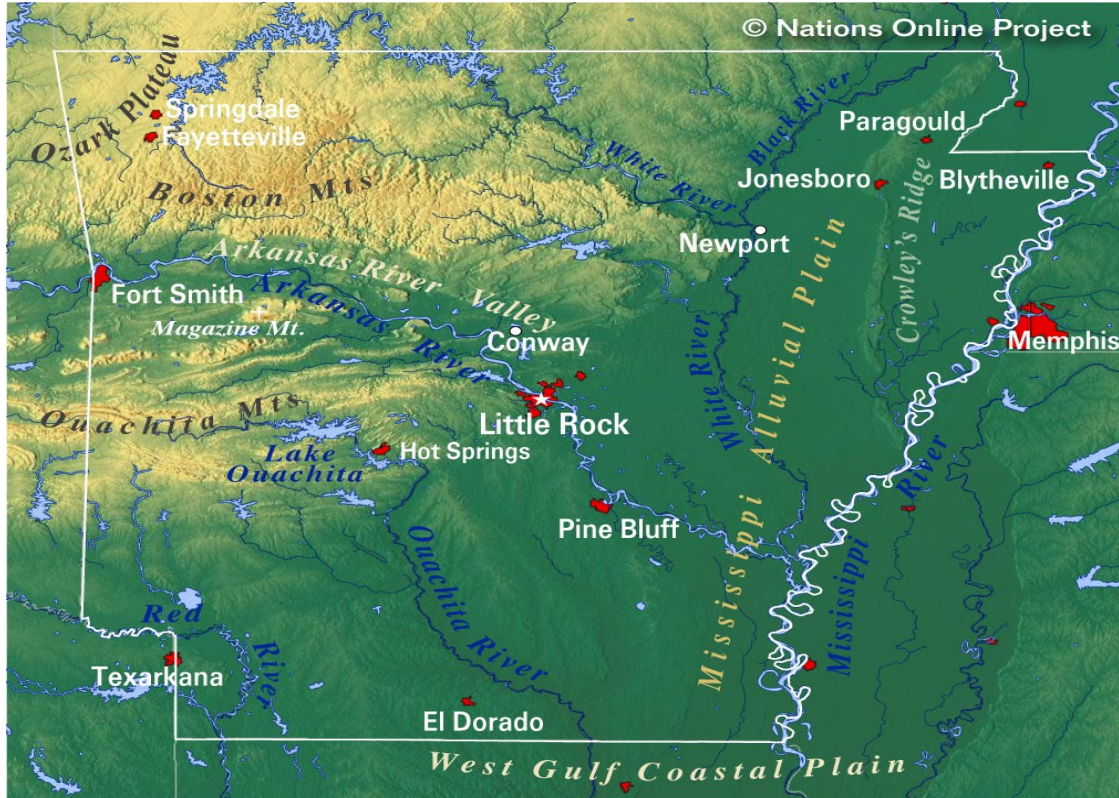 © Nations Online Project
Ozark Plateau
Springdale
Fayetteville
Boston Mts.
White River
Black River
Paragould
Jonesboro
Blytheville
Crowley's Ridge
Newport
Arkansas River Valley
Fort Smith
Arkansas River
Magazine Mt.
Conway
Memphis
White River
Mississippi Alluvial Plain
Little Rock
Ouachita Mts.
Hot Springs
Lake
Ouachita
Pine Bluff
Ouachita River
Mississippi River
Red River
Texarkana
El Dorado
West Gulf Coastal Plain